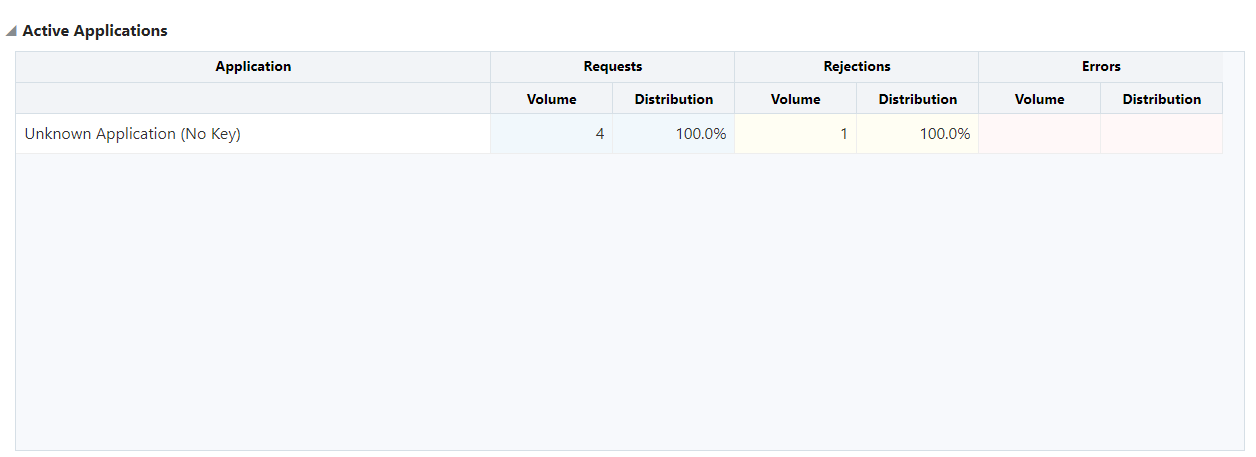 Active Applications
Application Requests Rejections Errors
Volume Distribution Volume Distribution Volume Distribution
Unknown Application (No Key) 4 100.0% 1 100.0%